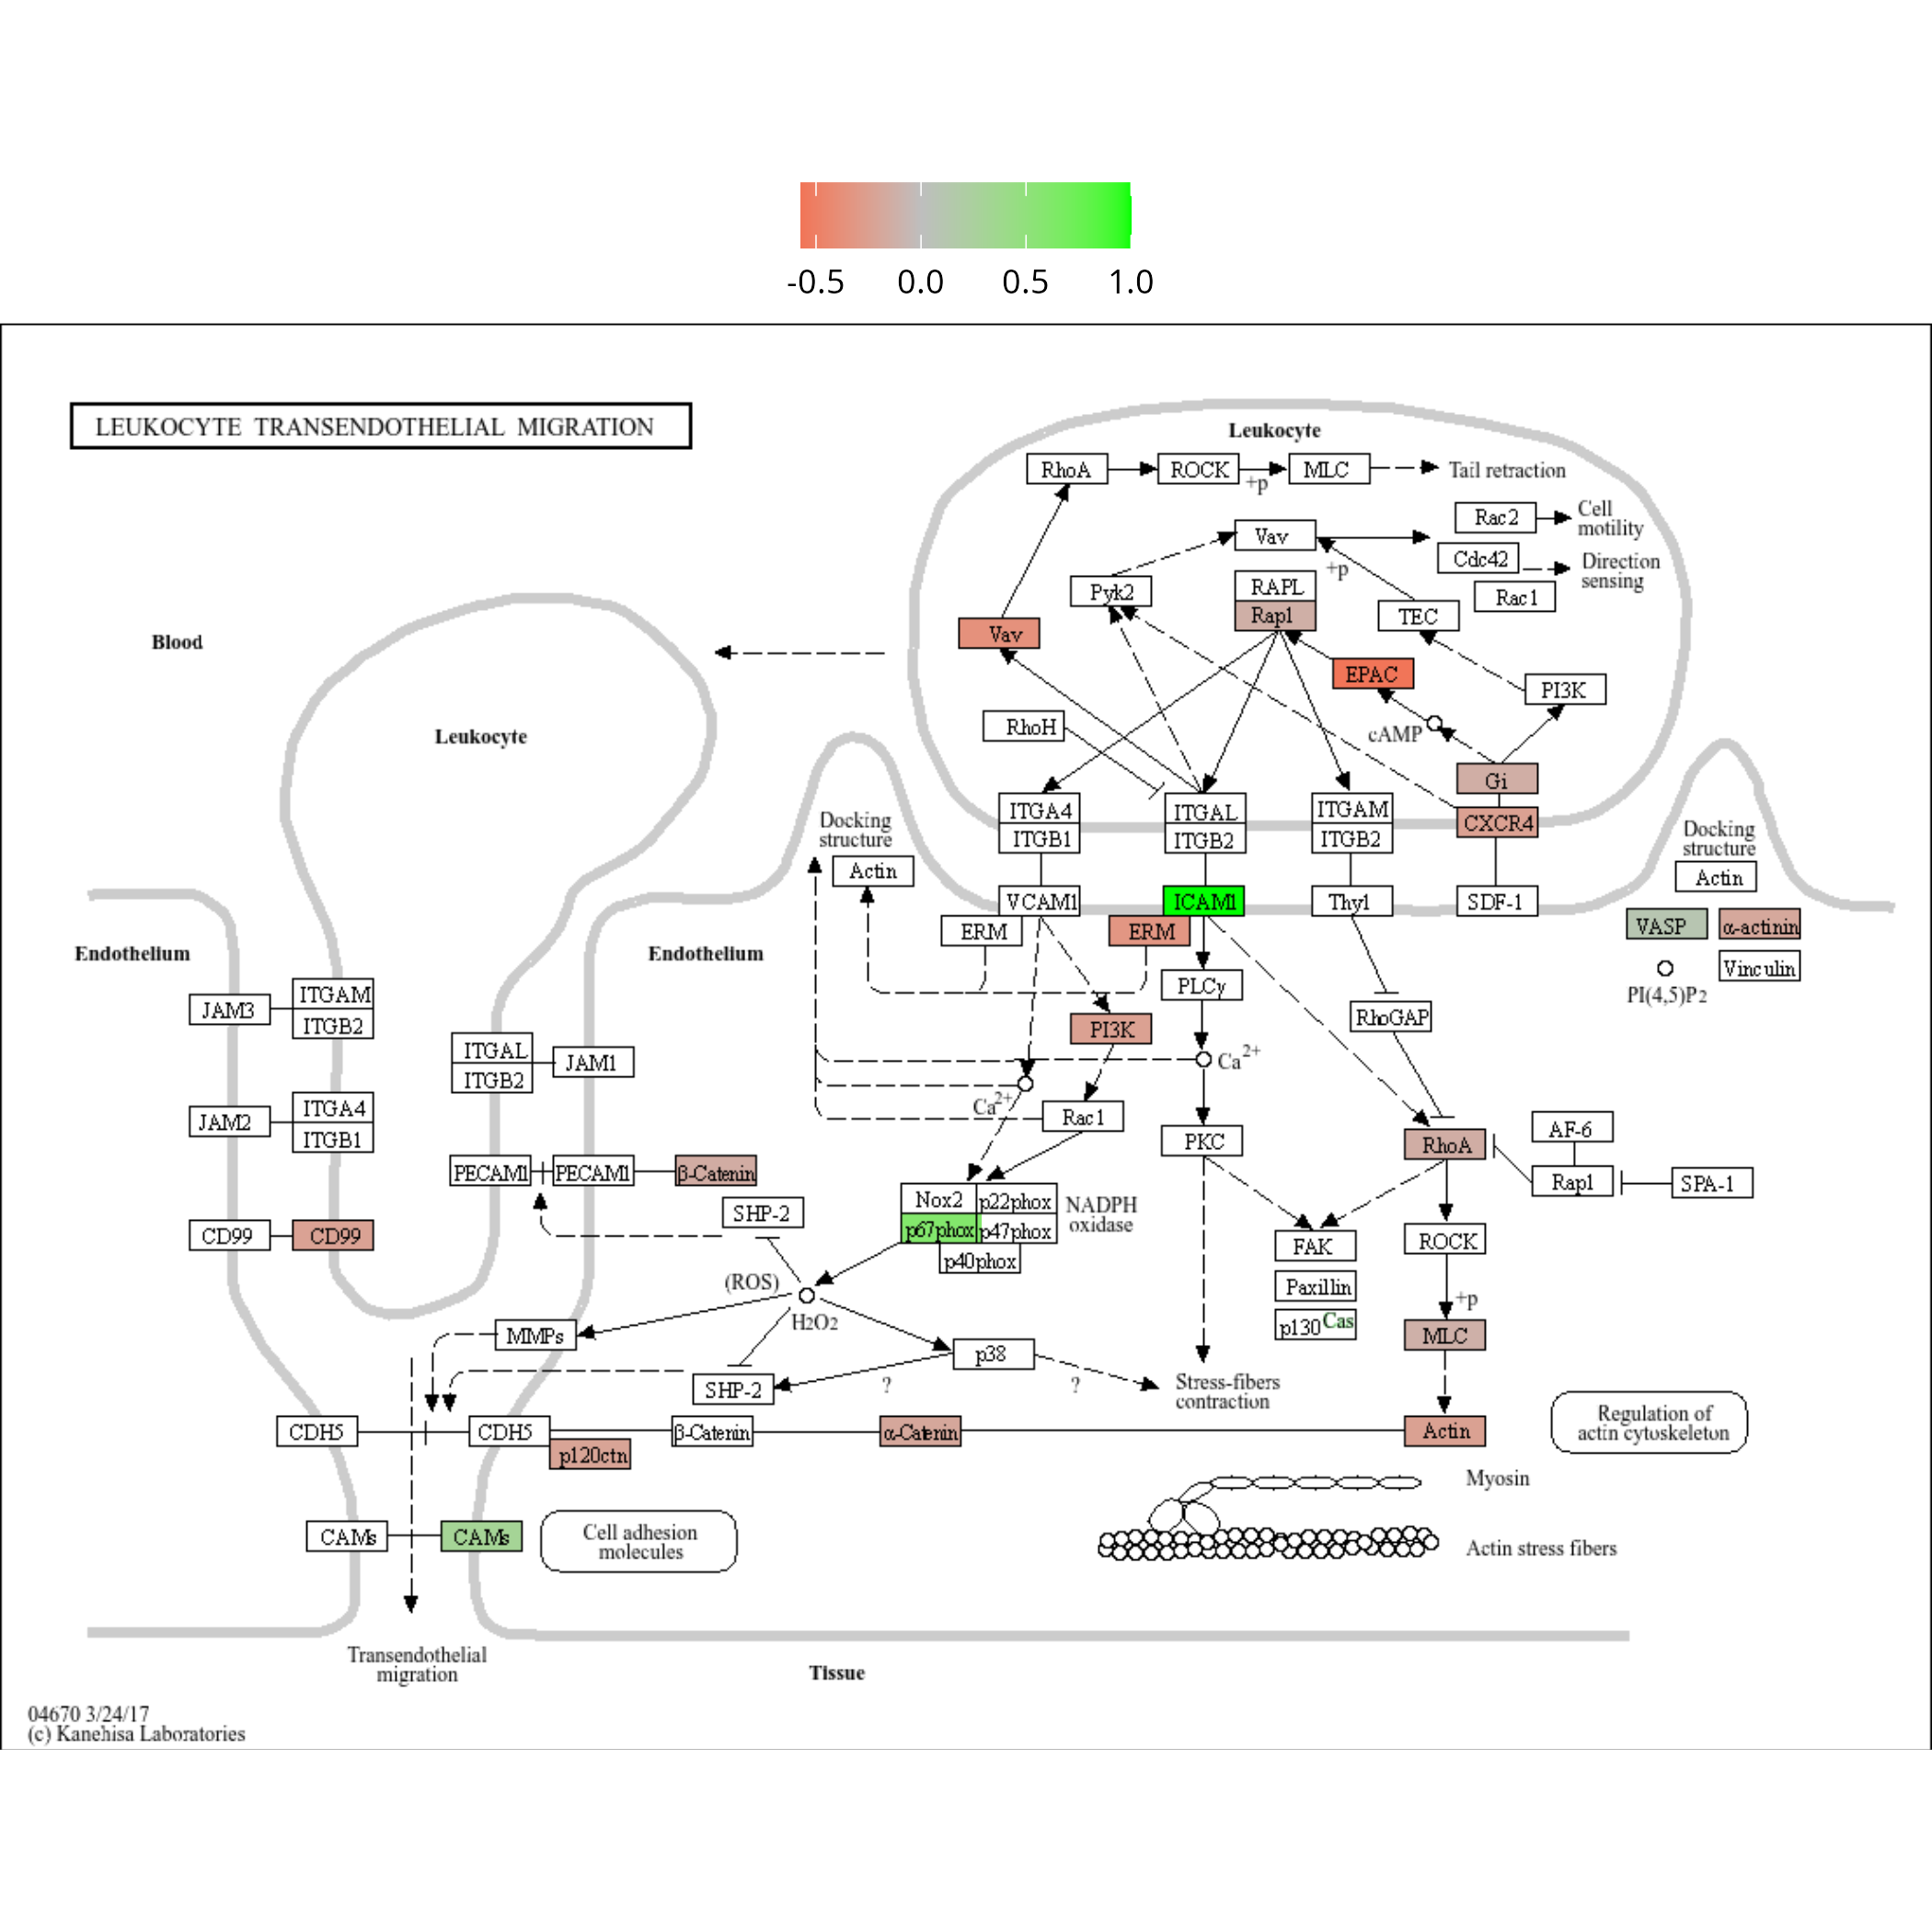 -0.5 0.0 0.5 1.0
LEUKOCYTE TRANSENDOTHELIAL MIGRATION
Leukocyte
RhoA ROCK MLC Tail retraction
+p
Rac2 Cell
motility
Vav
Cdc42 Direction
sensing
+p
Pyk2 RAPL Rac1
Rap1 TEC
Blood
Vav
EPAC
PI3K
RhoH
cAMP
Leukocyte
Gi
ITGA4 ITGAL ITGAM CXCR4
ITGB1 ITGB2 ITGB2
Docking
structure
Actin
Docking
structure
Actin
VCAM1 ICAM1 Thy1 SDF-1
ERM ERM
VASP α-actinin
Vinculin
PI(4,5)P2
Endothelium
Endothelium
PLCγ
JAM3 ITGAM
ITGB2
RhoGAP
PI3K
ITGAL JAM1
ITGB2
Ca2+
Ca2+
JAM2 ITGA4
ITGB1
Rac1
PKC
RhoA AF-6
Rap1 SPA-1
PECAM1 PECAM1 β-Catenin
SHP-2
Nox2 p22phox NADPH
oxidase
p67phox p47phox
p40phox
CD99 CD99
FAK ROCK
Paxillin
p130Cas
+p
(ROS)
H2O2
MMPs
MLC
p38
SHP-2 ? ?
Stress-fibers
contraction
CDH5 CDH5 β-Catenin α-Catenin Actin
p120ctn
Regulation of
actin cytoskeleton
Myosin
CAMs CAMs Cell adhesion
molecules
Actin stress fibers
Transendothelial
migration
Tissue
04670 3/24/17
(c) Kanehisa Laboratories